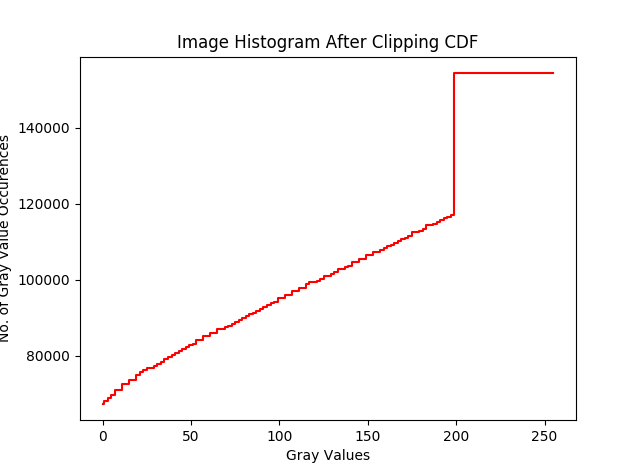 Image Histogram After Clipping CDF
No. of Gray Value Occurences
140000
120000
100000
80000
0 50 100 150 200 250
Gray Values